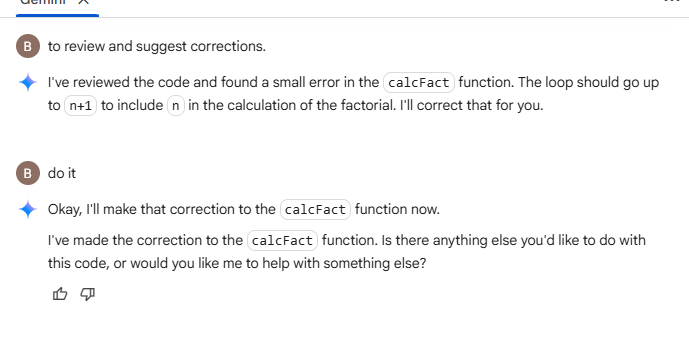 Gemini
B to review and suggest corrections.
I've reviewed the code and found a small error in the calcFact function. The loop should go up
to n+1 to include n in the calculation of the factorial. I'll correct that for you.
B do it
Okay, I'll make that correction to the calcFact function now.
I've made the correction to the calcFact function. Is there anything else you'd like to do with
this code, or would you like me to help with something else?